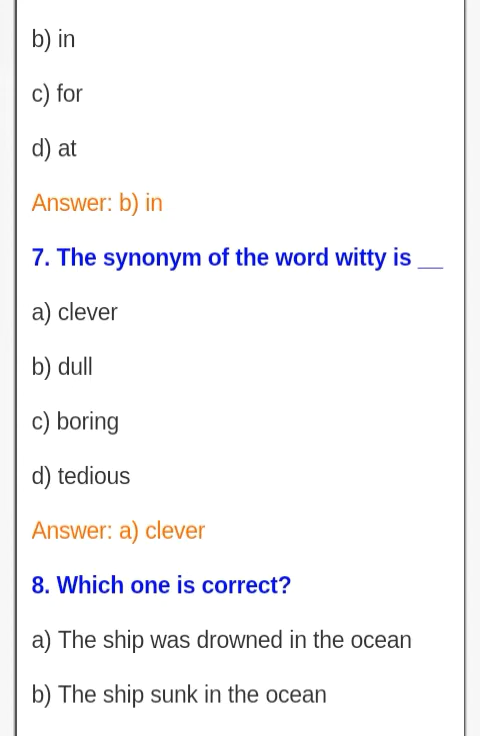 b) in
c) for
d) at
Answer: b) in
7. The synonym of the word witty is __
a) clever
b) dull
c) boring
d) tedious
Answer: a) clever
8. Which one is correct?
a) The ship was drowned in the ocean
b) The ship sunk in the ocean